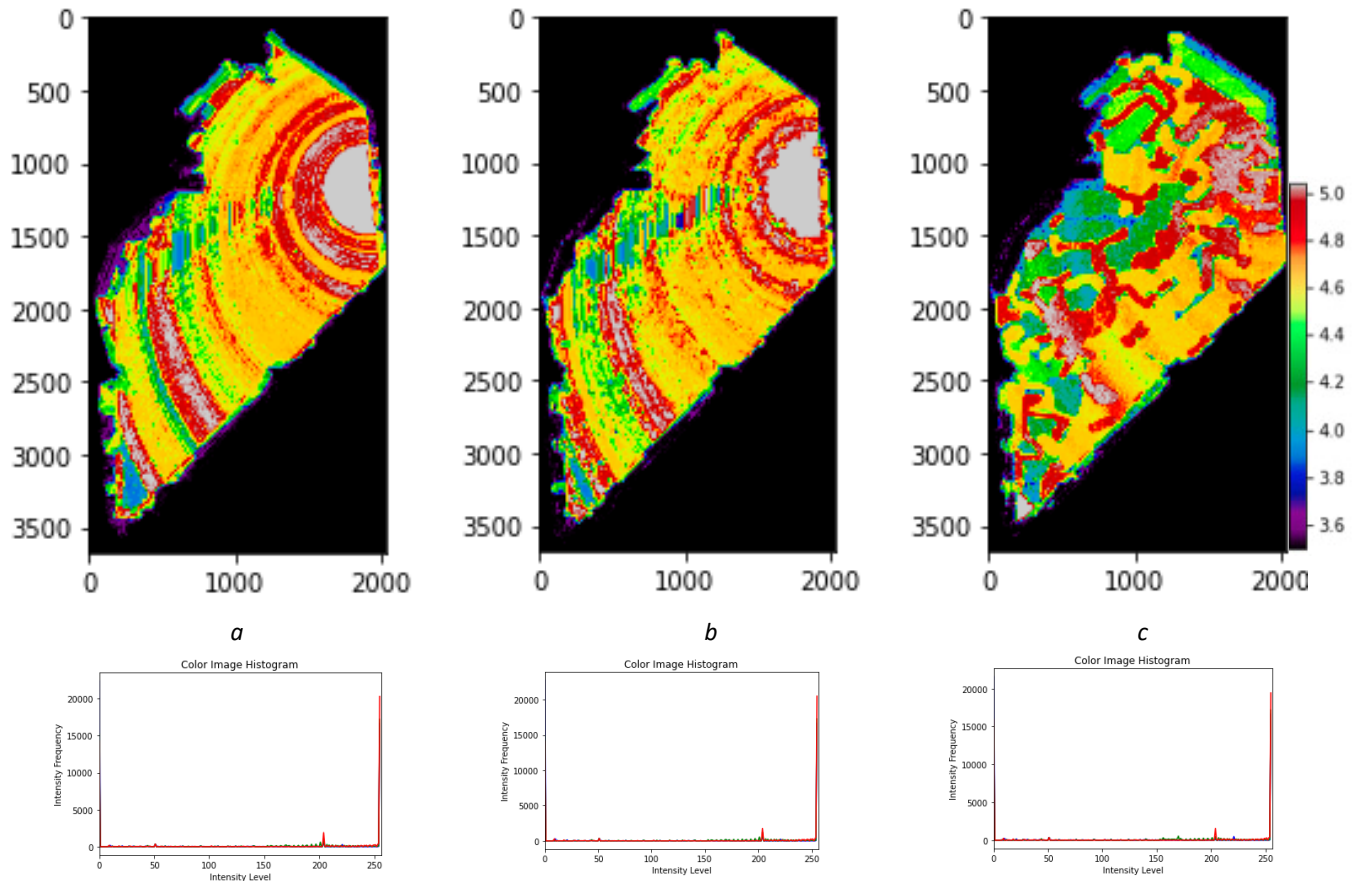 0
500
1000
1500
2000
2500
3000
3500
0 1000 2000
0
500
1000
1500
2000
2500
3000
3500
0 1000 2000
0
500
1000
1500
2000
2500
3000
3500
0 1000 2000
5.0
4.8
4.6
4.4
4.2
4.0
3.8
3.6
a b c
Color Image Histogram
Intensity Frequency
20000
15000
10000
5000
0
0 50 100 150 200 250
Intensity Level
Color Image Histogram
Intensity Frequency
20000
15000
10000
5000
0
0 50 100 150 200 250
Intensity Level
Color Image Histogram
Intensity Frequency
20000
15000
10000
5000
0
0 50 100 150 200 250
Intensity Level